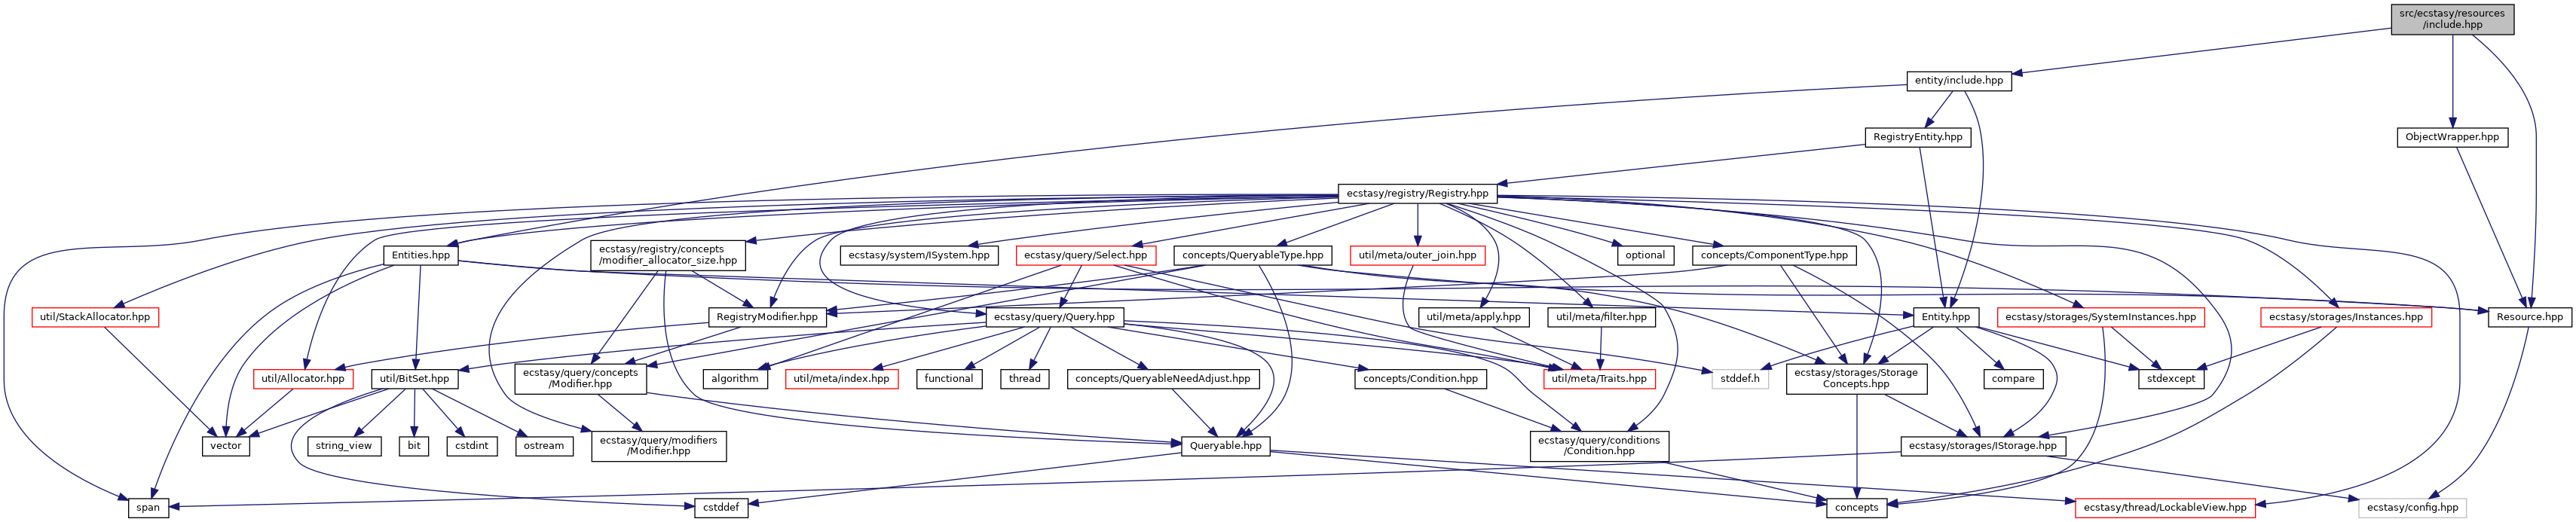 src/ecstasy/resources
/include.hpp
entity/include.hpp
RegistryEntity.hpp
ObjectWrapper.hpp
ecstasy/registry/Registry.hpp
Entities.hpp
ecstasy/registry/concepts
/modifier_allocator_size.hpp
ecstasy/system/ISystem.hpp
ecstasy/query/Select.hpp
concepts/QueryableType.hpp
util/meta/outer_join.hpp
optional
concepts/ComponentType.hpp
util/StackAllocator.hpp
RegistryModifier.hpp
ecstasy/query/Query.hpp
util/meta/apply.hpp
util/meta/filter.hpp
Entity.hpp
ecstasy/storages/SystemInstances.hpp
ecstasy/storages/Instances.hpp
Resource.hpp
util/Allocator.hpp
util/BitSet.hpp
ecstasy/query/concepts
/Modifier.hpp
algorithm
util/meta/index.hpp
functional
thread
concepts/QueryableNeedAdjust.hpp
concepts/Condition.hpp
util/meta/Traits.hpp
stddef.h
ecstasy/storages/Storage
Concepts.hpp
compare
stdexcept
vector
string_view
bit
cstdint
ostream
ecstasy/query/modifiers
/Modifier.hpp
Queryable.hpp
ecstasy/query/conditions
/Condition.hpp
ecstasy/storages/IStorage.hpp
span
cstddef
concepts
ecstasy/thread/LockableView.hpp
ecstasy/config.hpp